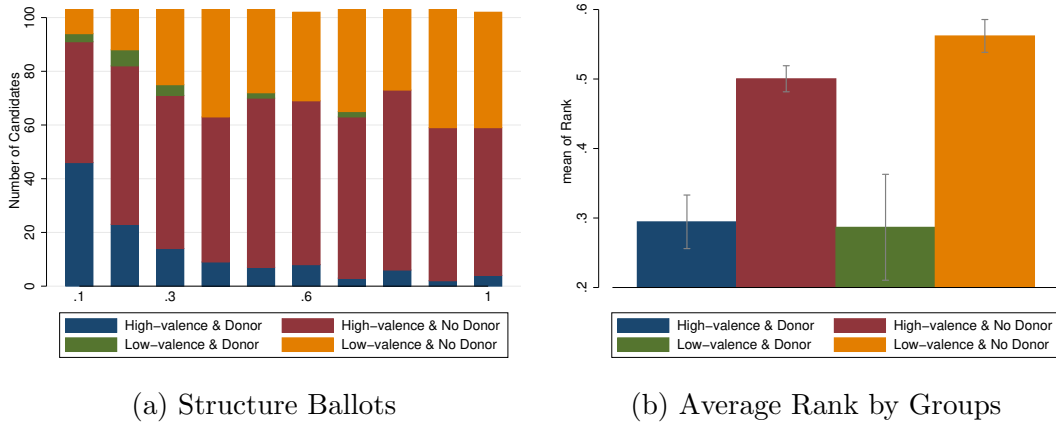 Number of Candidates
100
80
60
40
20
0
.1
.3
.6
1
High−valence & Donor
High−valence & No Donor
Low−valence & Donor
Low−valence & No Donor
(a) Structure Ballots
mean of Rank
.6
.5
.4
.3
.2
High−valence & Donor
High−valence & No Donor
Low−valence & Donor
Low−valence & No Donor
(b) Average Rank by Groups